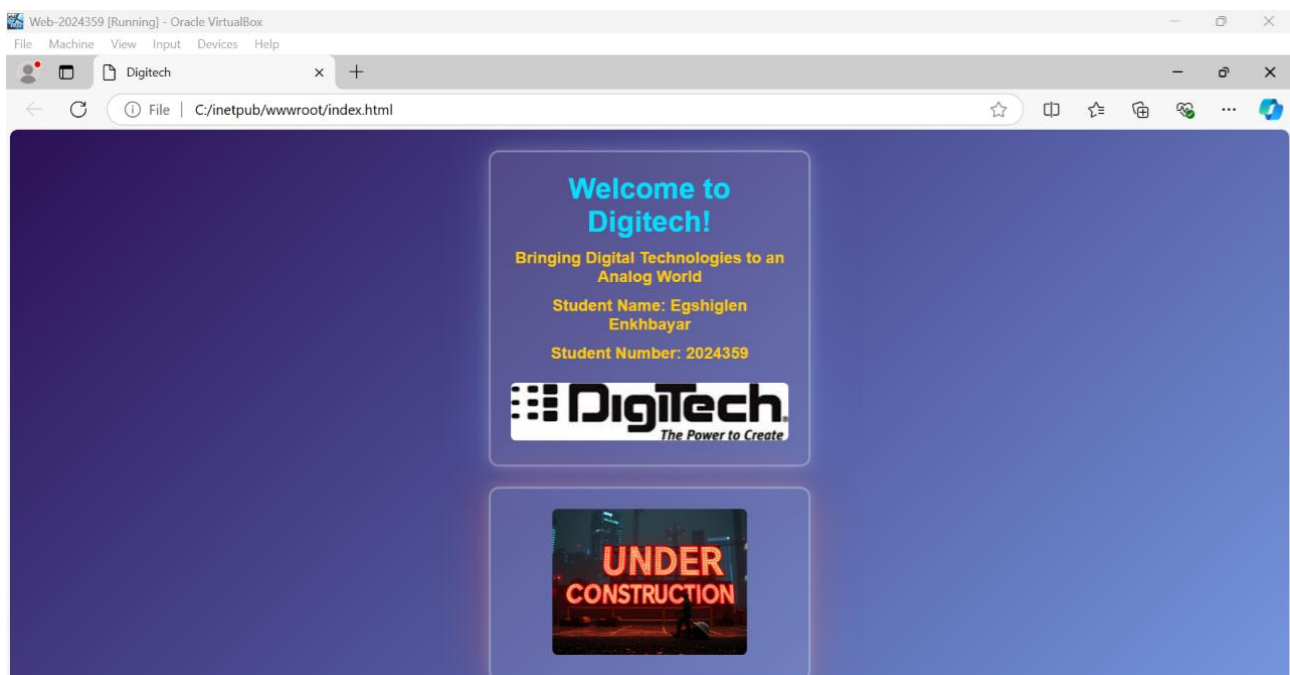 Web-2024359 [Running] - Oracle VirtualBox
File Machine View Input Devices Help
Digitech
File C:/inetpub/wwwroot/index.html
Welcome to
Digitech!
Bringing Digital Technologies to an
Analog World
Student Name: Egshiglen
Enkhbayar
Student Number: 2024359
DigiTech®
The Power to Create
UNDER
CONSTRUCTION